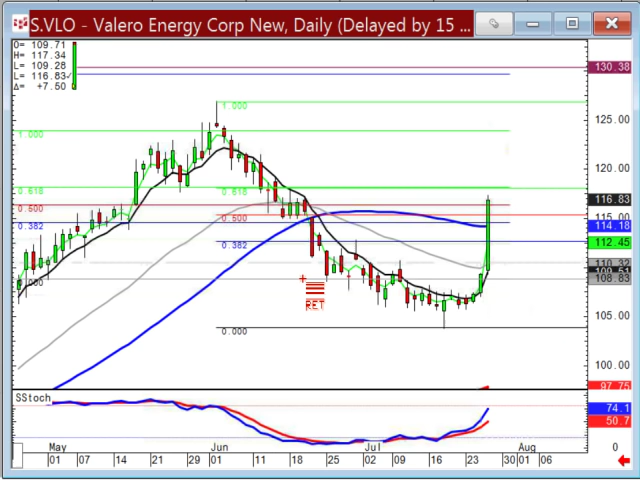 S.VLO - Valero Energy Corp New, Daily (Delayed by 15 ...
O= 109.71
H= 117.34
L= 109.28
L= 116.83✓
Δ= +7.50
130.38
125.00
120.00
116.83
115.00
114.18
112.45
110.32
108.83
105.00
100.00
97.75
1.000
1.000
0.618
0.618
0.500
0.500
0.382
0.382
0.000
RET
SStoch
74.1
50.7
0
May Jun Jul Aug
01 07 14 21 29 01 11 18 25 02 09 16 23 30 01 06